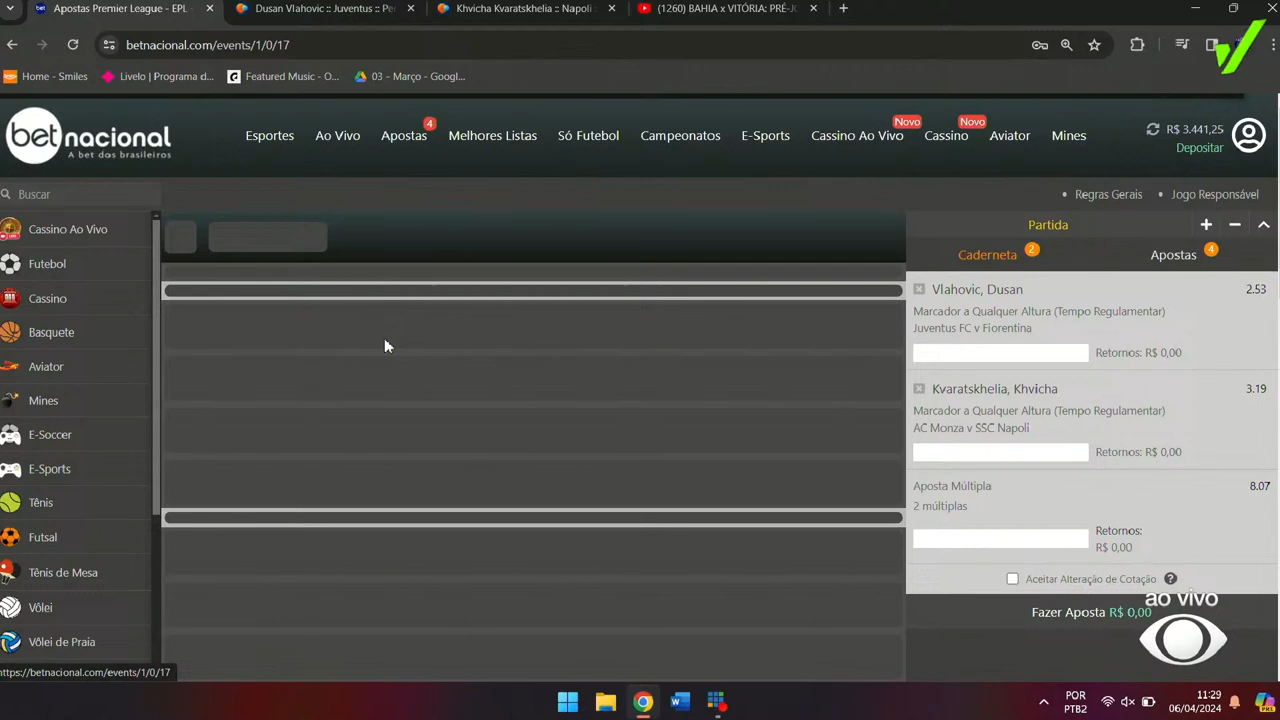 Apostas Premier League - EPL -
Dusan Vlahovic :: Juventus :: Pe
Khvicha Kvaratskhelia :: Napoli ::
(1260) BAHIA x VITÓRIA: PRÉ-JO
betnacional.com/events/1/0/17
Home - Smiles
Livelo | Programa d...
Featured Music - O...
03 - Março - Googl...
bet nacional
A bet dos brasileiros
Esportes
Ao Vivo
Apostas
4
Melhores Listas
Só Futebol
Campeonatos
E-Sports
Cassino Ao Vivo
Novo
Cassino
Novo
Aviator
Mines
R$ 3.441,25
Depositar
Buscar
Regras Gerais
Jogo Responsável
Cassino Ao Vivo
Futebol
Cassino
Basquete
Aviator
Mines
E-Soccer
E-Sports
Tênis
Futsal
Tênis de Mesa
Vôlei
Vôlei de Praia
Partida
Caderneta 2
Apostas 4
Vlahovic, Dusan 2.53
Marcador a Qualquer Altura (Tempo Regulamentar)
Juventus FC v Fiorentina
Retornos: R$ 0,00
Kvaratskhelia, Khvicha 3.19
Marcador a Qualquer Altura (Tempo Regulamentar)
AC Monza v SSC Napoli
Retornos: R$ 0,00
Aposta Múltipla 8.07
2 múltiplas
Retornos:
R$ 0,00
Aceitar Alteração de Cotação ?
Fazer Aposta R$ 0,00
ao vivo
https://betnacional.com/events/1/0/17
POR
PTB2
11:29
06/04/2024